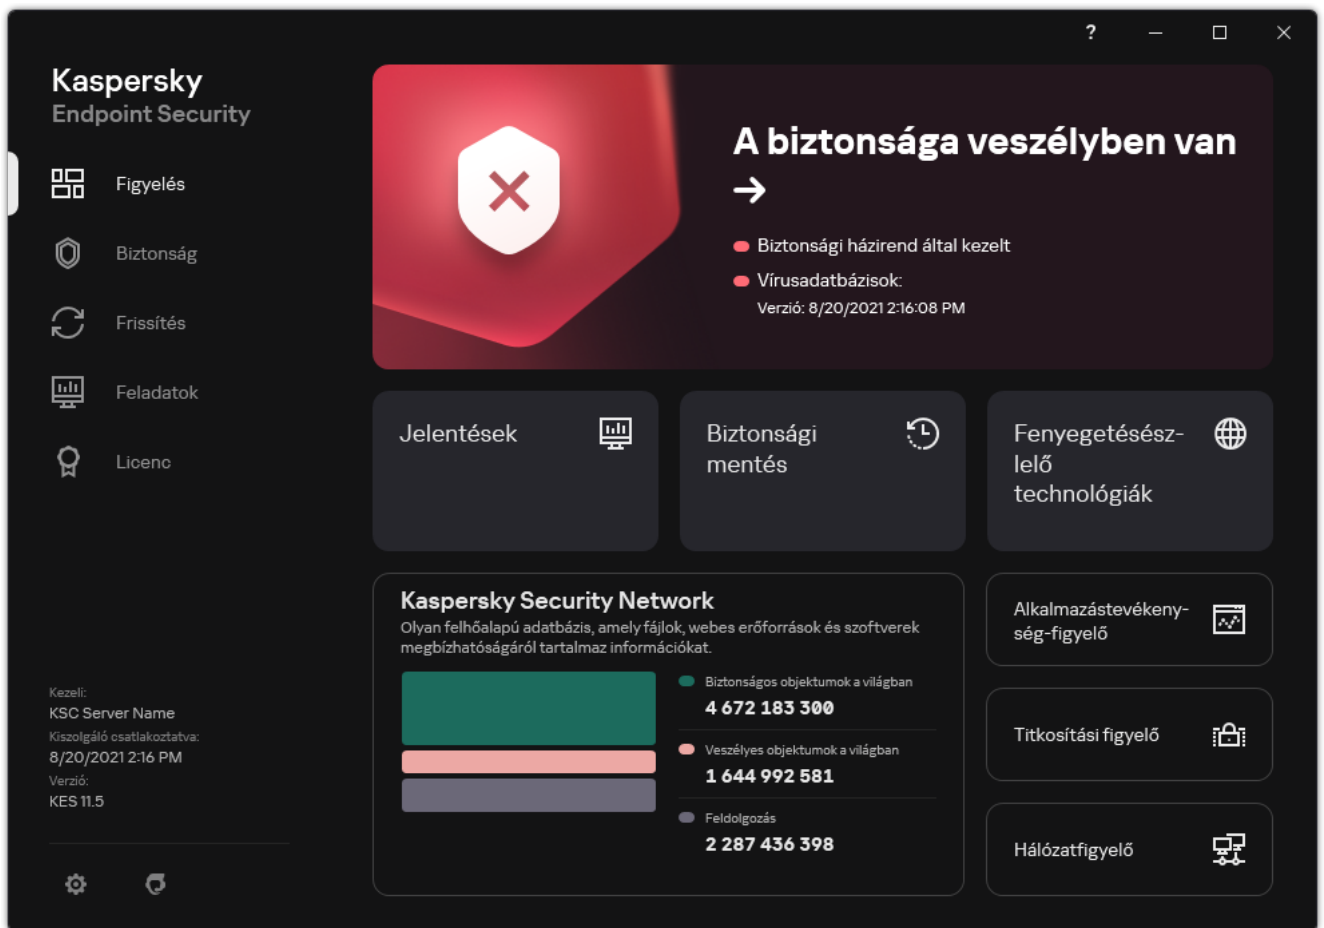 ?
Kaspersky
Endpoint Security
Figyelés
Biztonság
Frissítés
Feladatok
Licenc
Kezeli:
KSC Server Name
Kiszolgáló csatlakoztatva:
8/20/2021 2:16 PM
Verzió:
KES 11.5
A biztonsága veszélyben van
Biztonsági házirend által kezelt
Vírusadatbázisok:
Verzió: 8/20/2021 2:16:08 PM
Jelentések
Biztonsági
mentés
Fenyegetésész-
lelő
technológiák
Kaspersky Security Network
Olyan felhőalapú adatbázis, amely fájlok, webes erőforrások és szoftverek
megbízhatóságáról tartalmaz információkat.
Biztonságos objektumok a világban
4 672 183 300
Veszélyes objektumok a világban
1 644 992 581
Feldolgozás
2 287 436 398
Alkalmazástevékeny-
ség-figyelő
Titkosítási figyelő
Hálózatfigyelő